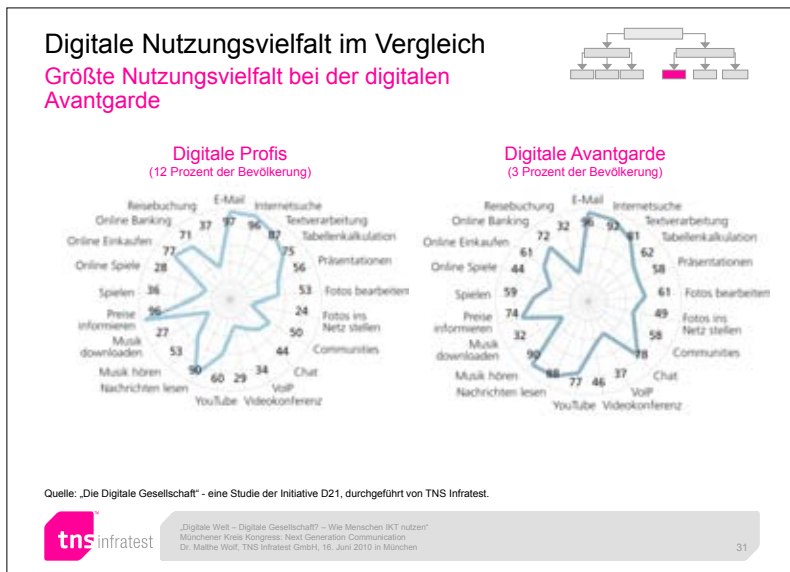 Digitale Nutzungsvielfalt im Vergleich
Größte Nutzungsvielfalt bei der digitalen
Avantgarde
Digitale Profis
(12 Prozent der Bevölkerung)
E-Mail
Internetsuche
Textverarbeitung
Tabellenkalkulation
Präsentationen
Fotos bearbeiten
Fotos ins
Netz stellen
Communities
Chat
VoIP
Videokonferenz
YouTube
Nachrichten lesen
Musik hören
Musik
downloaden
Preise
informieren
Spielen
Online Spiele
Online Einkaufen
Online Banking
Reisebuchung
97
96
87
75
56
53
24
50
44
34
29
60
90
53
27
96
36
28
77
71
37
Digitale Avantgarde
(3 Prozent der Bevölkerung)
E-Mail
Internetsuche
Textverarbeitung
Tabellenkalkulation
Präsentationen
Fotos bearbeiten
Fotos ins
Netz stellen
Communities
Chat
VoIP
Videokonferenz
YouTube
Nachrichten lesen
Musik hören
Musik
downloaden
Preise
informieren
Spielen
Online Spiele
Online Einkaufen
Online Banking
Reisebuchung
96
92
81
62
58
61
49
58
78
37
46
77
88
90
32
74
59
44
61
72
32
Quelle: „Die Digitale Gesellschaft" - eine Studie der Initiative D21, durchgeführt von TNS Infratest.
tns infratest
„Digitale Welt – Digitale Gesellschaft? – Wie Menschen IKT nutzen"
Münchener Kreis Kongress: Next Generation Communication
Dr. Malthe Wolf, TNS Infratest GmbH, 16. Juni 2010 in München
31